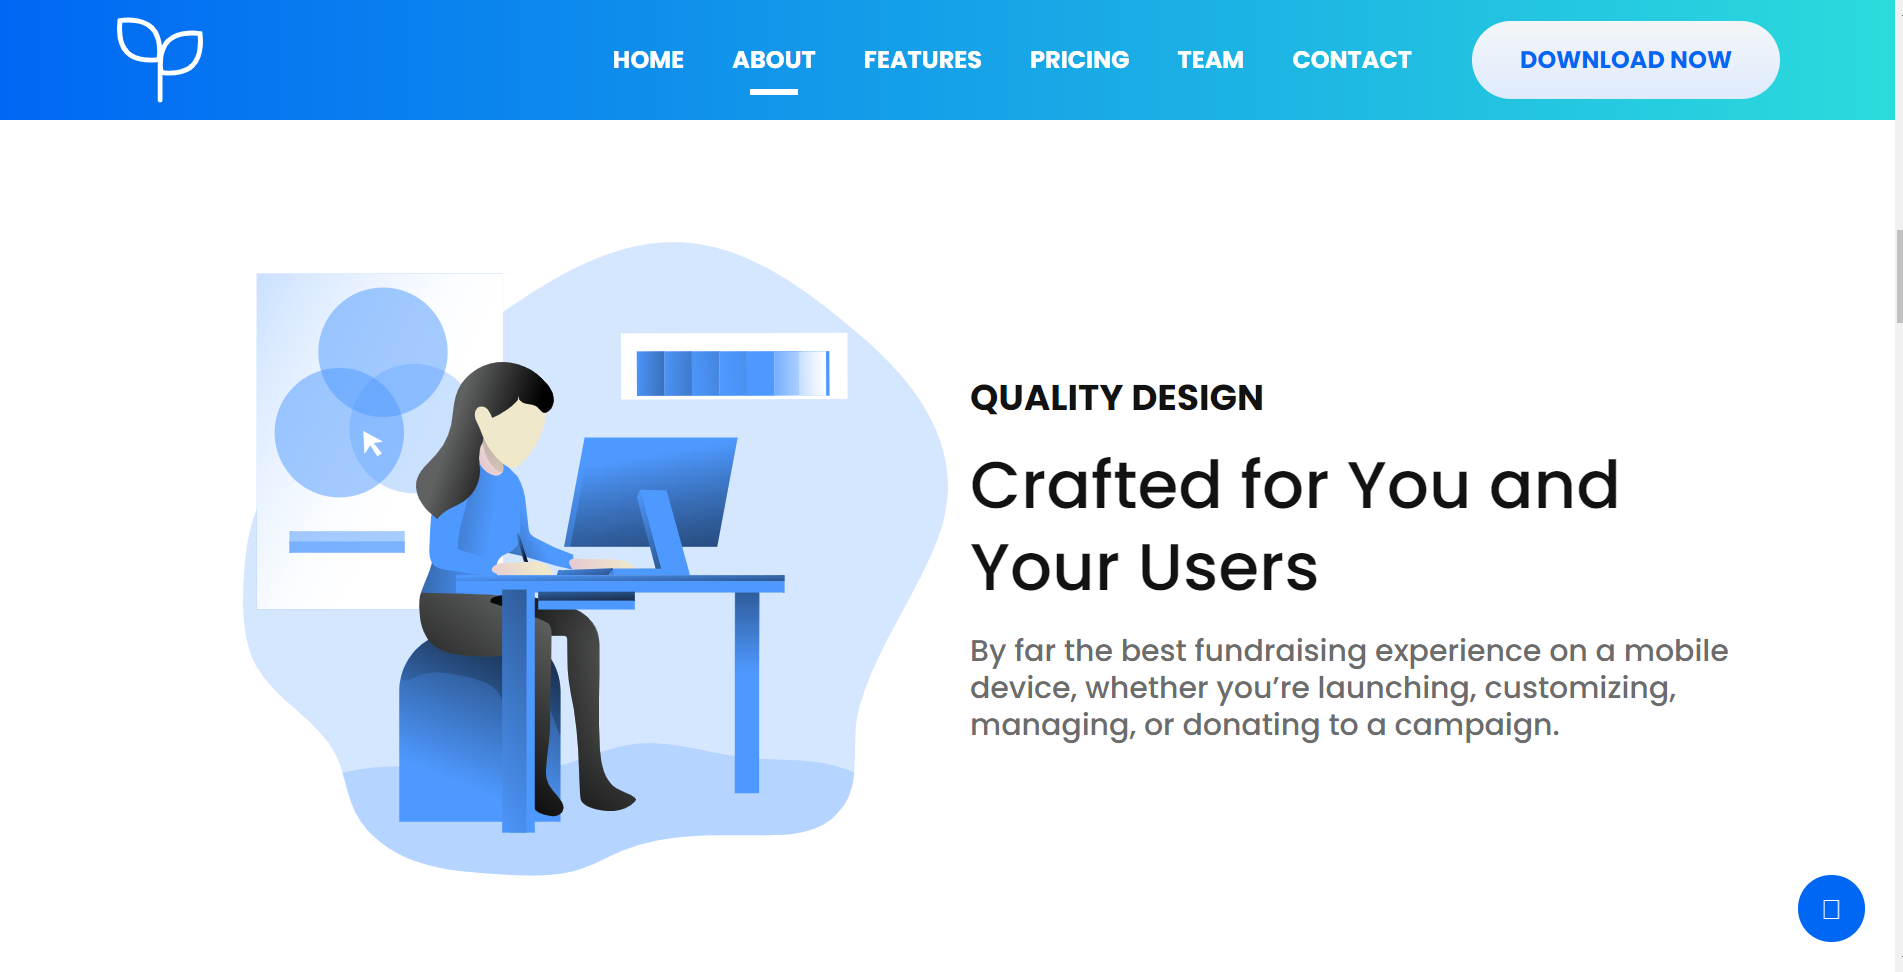 HOME ABOUT FEATURES PRICING TEAM CONTACT DOWNLOAD NOW
QUALITY DESIGN
Crafted for You and
Your Users
By far the best fundraising experience on a mobile
device, whether you’re launching, customizing,
managing, or donating to a campaign.